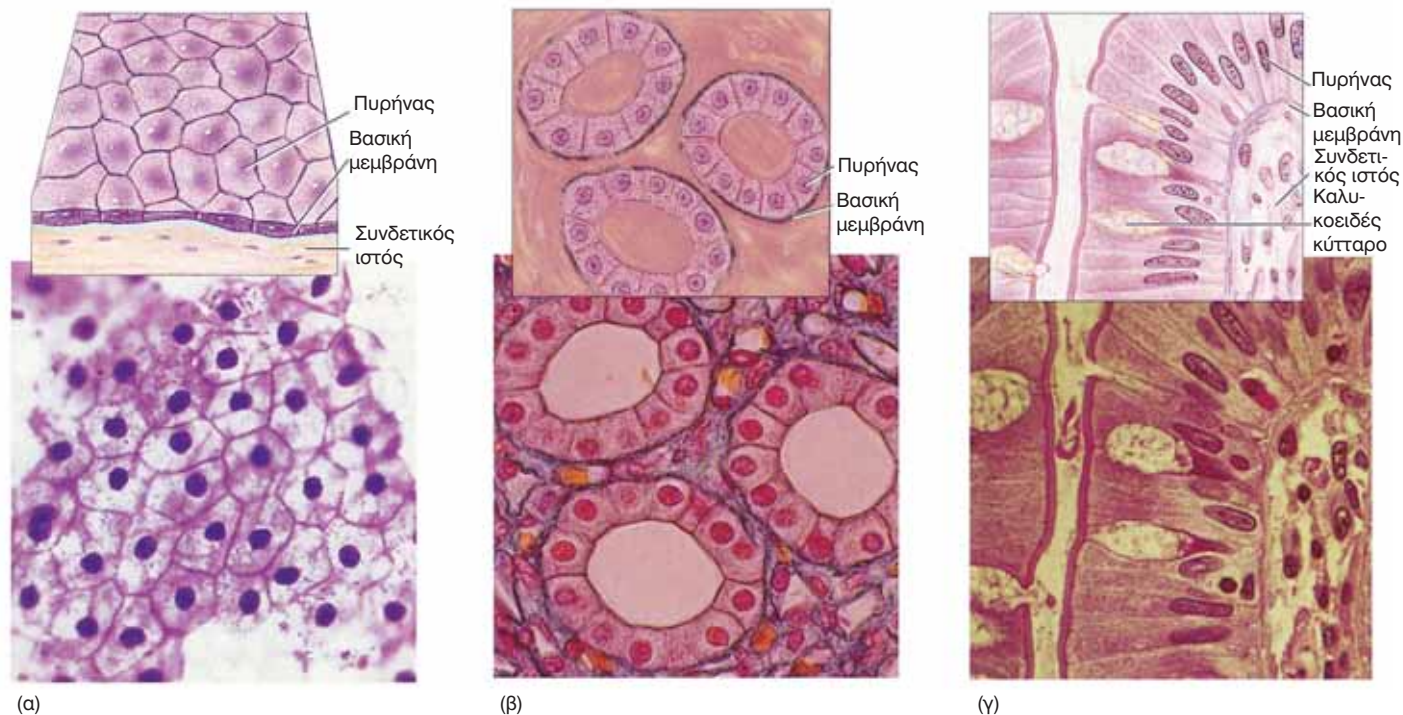 Πυρήνας
Βασική
μεμβράνη
Συνδετικός
ιστός
(α)
Πυρήνας
Βασική
μεμβράνη
(β)
Πυρήνας
Βασική
μεμβράνη
Συνδετι-
κός ιστός
Καλυ-
κοειδές
κύτταρο
(γ)